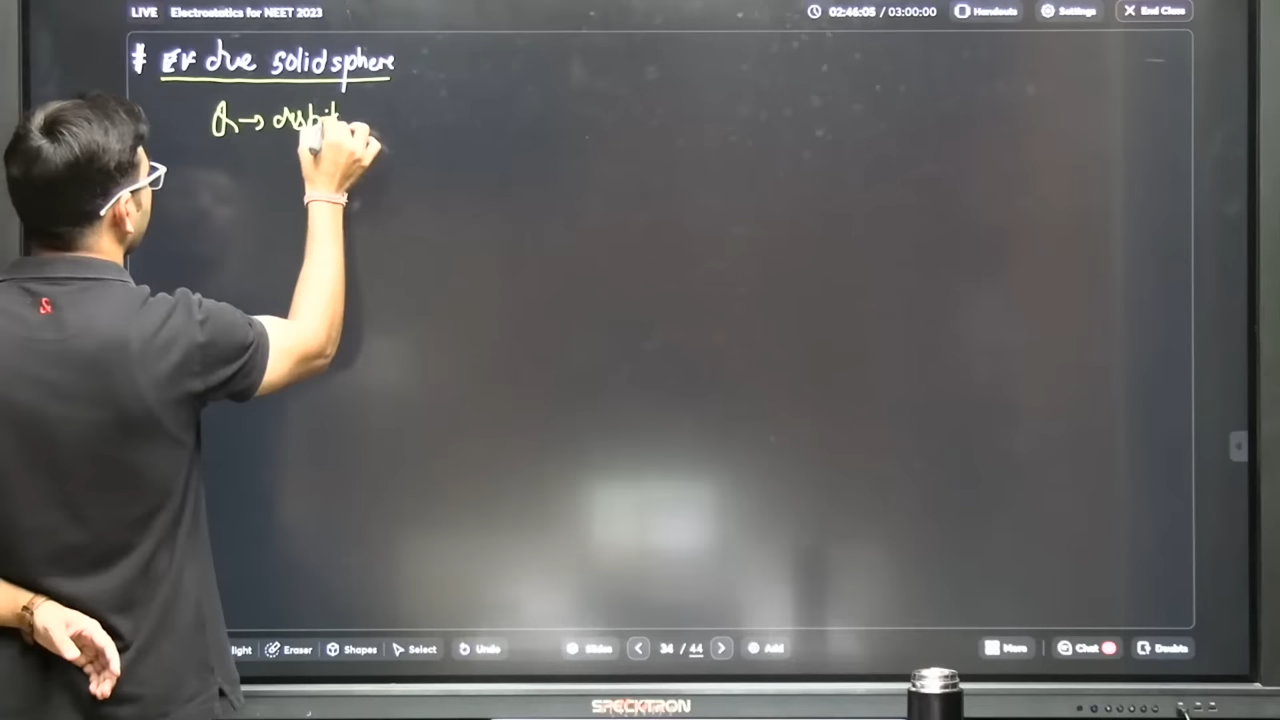 LIVE Electrostatics for NEET 2023 02:46:05 / 03:00:00 Handouts Settings End Class
# EF due solid sphere
Q → distrib
light Eraser Shapes Select Undo Slides 34 / 44 Add More Chat Doubts
SPECKTRON